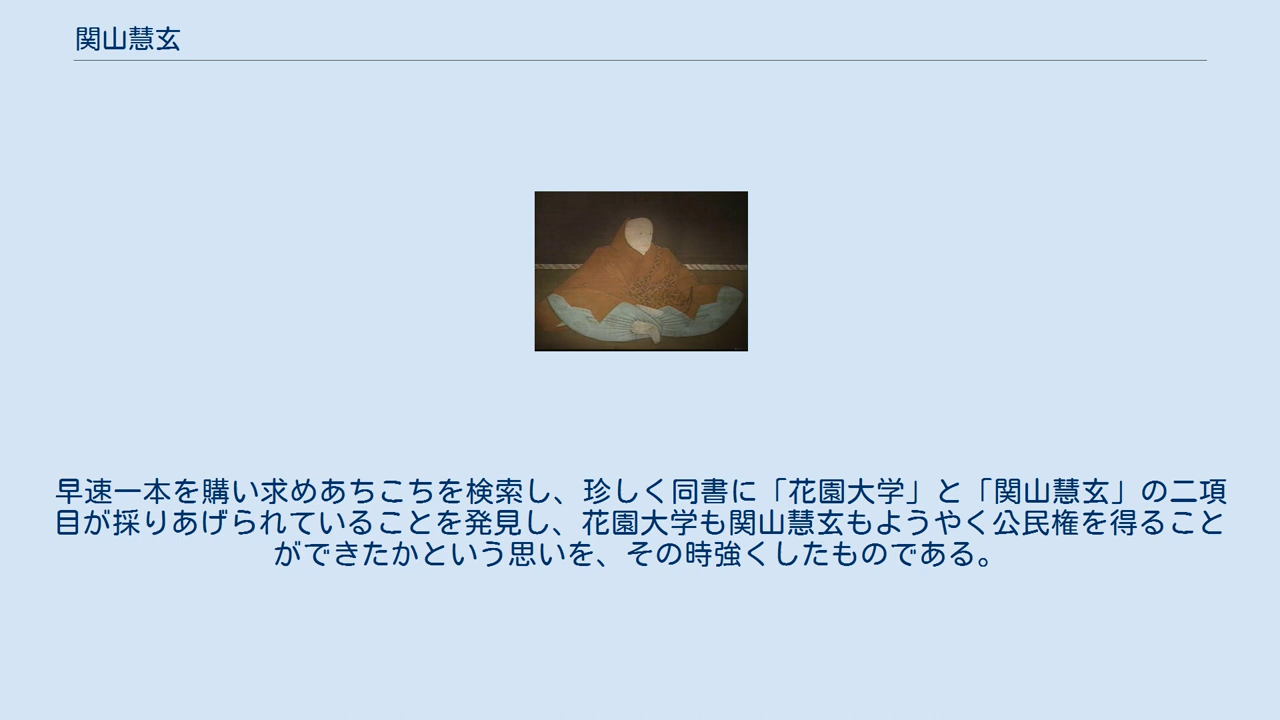 関山慧玄
早速一本を購い求めあちこちを検索し、珍しく同書に「花園大学」と「関山慧玄」の二項
目が採りあげられていることを発見し、花園大学も関山慧玄もようやく公民権を得ること
ができたかという思いを、その時強くしたものである。